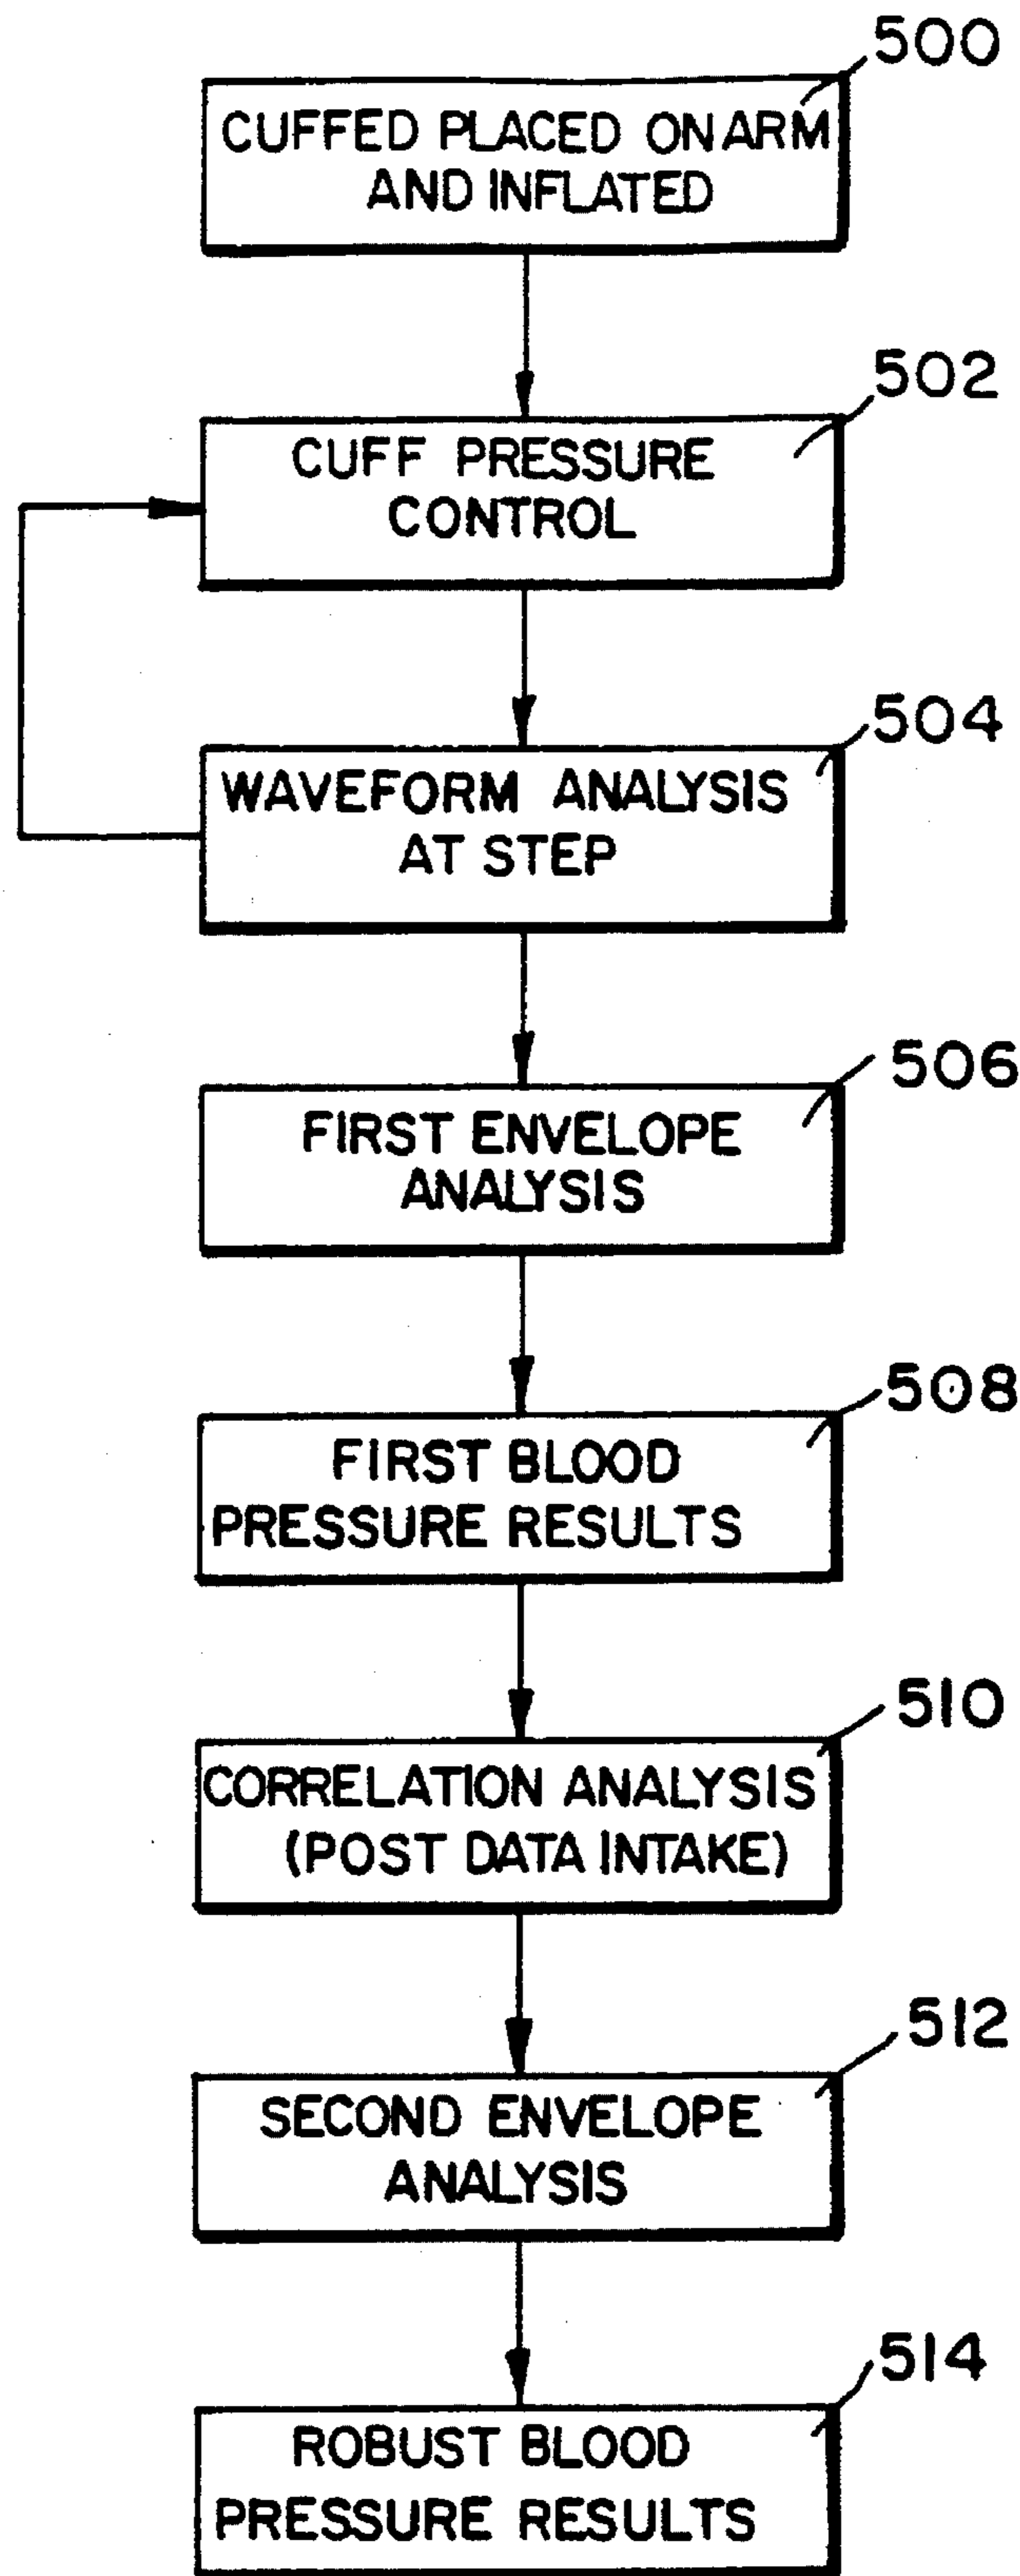 500
CUFFED PLACED ON ARM
AND INFLATED
502
CUFF PRESSURE
CONTROL
504
WAVEFORM ANALYSIS
AT STEP
506
FIRST ENVELOPE
ANALYSIS
508
FIRST BLOOD
PRESSURE RESULTS
510
CORRELATION ANALYSIS
(POST DATA INTAKE)
512
SECOND ENVELOPE
ANALYSIS
514
ROBUST BLOOD
PRESSURE RESULTS